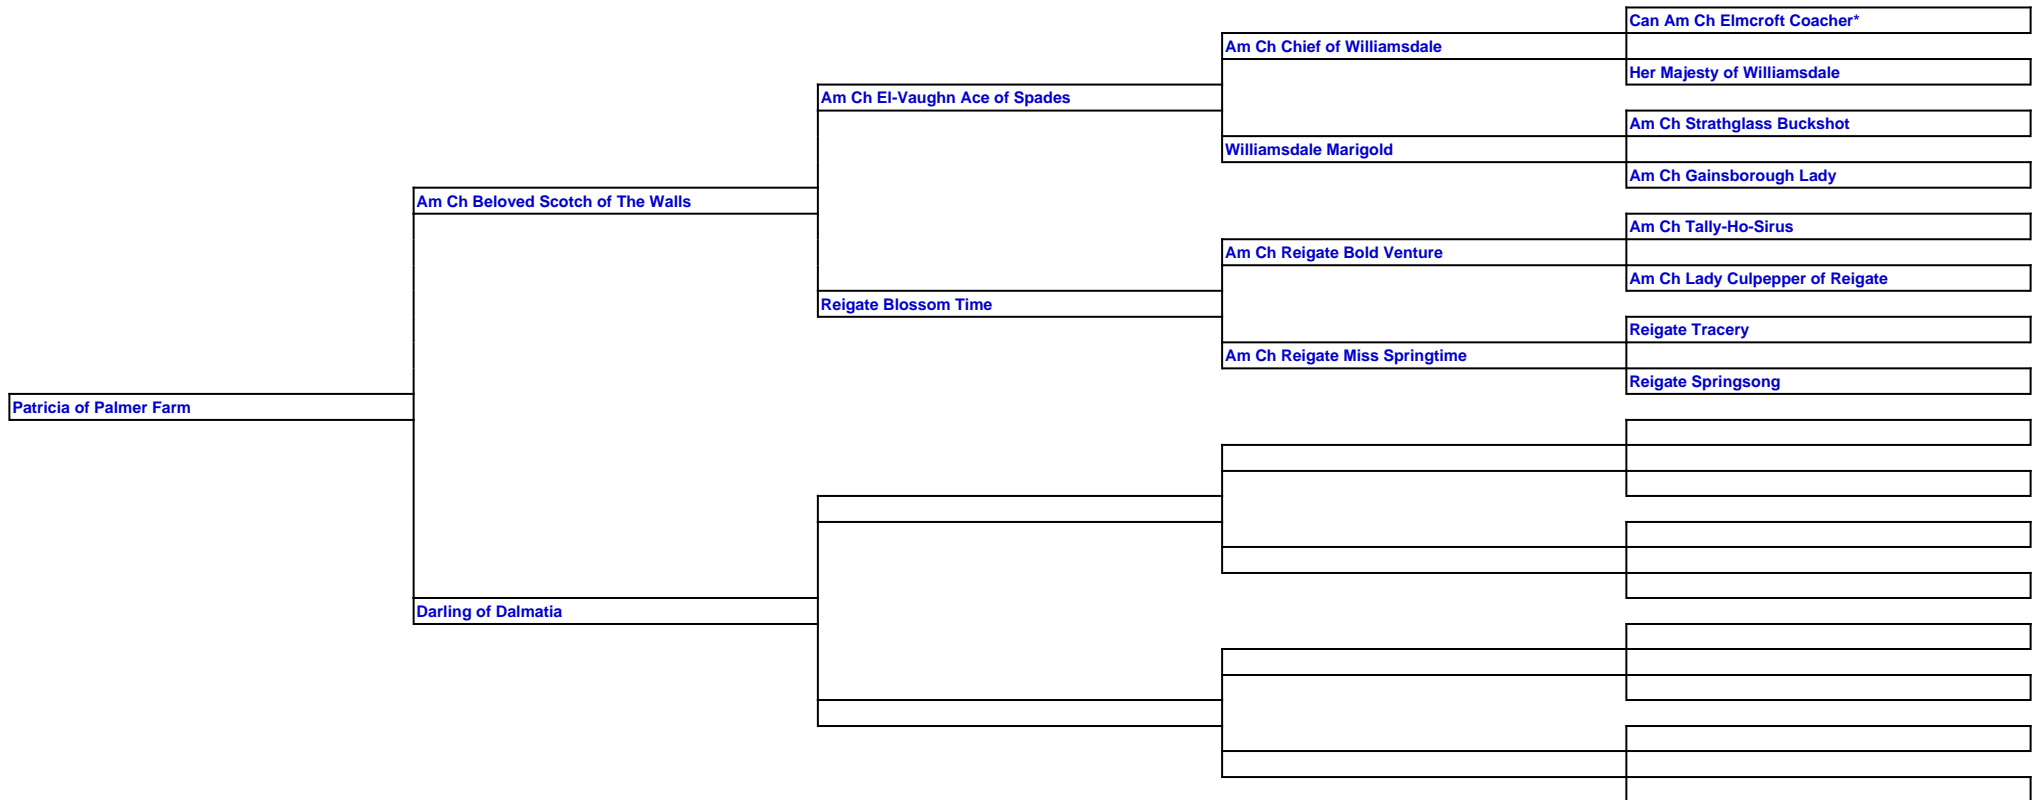 Can Am Ch Elmcroft Coacher*
Am Ch Chief of Williamsdale
Her Majesty of Williamsdale
Am Ch El-Vaughn Ace of Spades
Am Ch Strathglass Buckshot
Williamsdale Marigold
Am Ch Gainsborough Lady
Am Ch Beloved Scotch of The Walls
Am Ch Tally-Ho-Sirus
Am Ch Reigate Bold Venture
Am Ch Lady Culpepper of Reigate
Reigate Blossom Time
Reigate Tracery
Am Ch Reigate Miss Springtime
Reigate Springsong
Patricia of Palmer Farm
Darling of Dalmatia